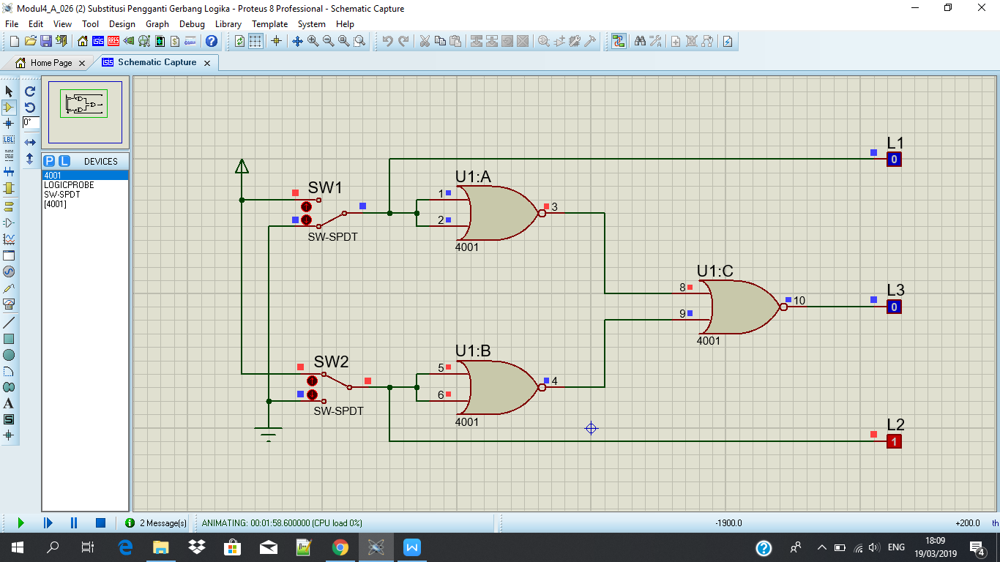 Modul4_A_026 (2) Substitusi Pengganti Gerbang Logika - Proteus 8 Professional - Schematic Capture
File Edit View Tool Design Graph Debug Library Template System Help
Home Page
Schematic Capture
LBL
0°
P L DEVICES
4001
LOGICPROBE
SW-SPDT
[4001]
A
S
L1
0
U1:A
SW1
1
2
3
SW-SPDT
4001
U1:C
8
9
10
4001
L3
0
U1:B
SW2
5
6
4
SW-SPDT
4001
L2
1
2 Message(s)
ANIMATING: 00:01:58.600000 (CPU load 0%)
-1900.0
+200.0
th
ENG
18:09
19/03/2019
4